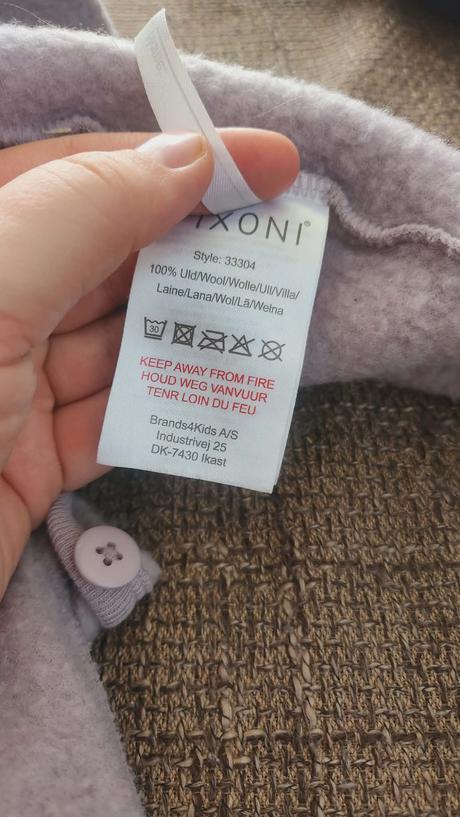 IXONI®
Style: 33304
100% Uld/Wool/Wolle/Ull/Villa/
Laine/Lana/Wol/Lã/Wełna
30
KEEP AWAY FROM FIRE
HOUD WEG VANVUUR
TENR LOIN DU FEU
Brands4Kids A/S
Industrivej 25
DK-7430 Ikast